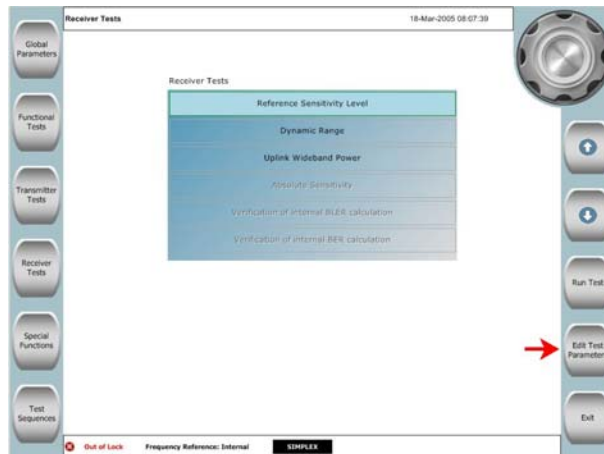 Receiver Tests
18-Mar-2005 08:07:39
Global
Parameters
Functional
Tests
Transmitter
Tests
Receiver
Tests
Special
Functions
Test
Sequences
Receiver Tests
Reference Sensitivity Level
Dynamic Range
Uplink Wideband Power
Absolute Sensitivity
Verification of internal BLER calculation
Verification of internal BER calculation
Run Test
Edit Test
Parameter
Exit
Out of Lock
Frequency Reference: Internal
SIMPLEX